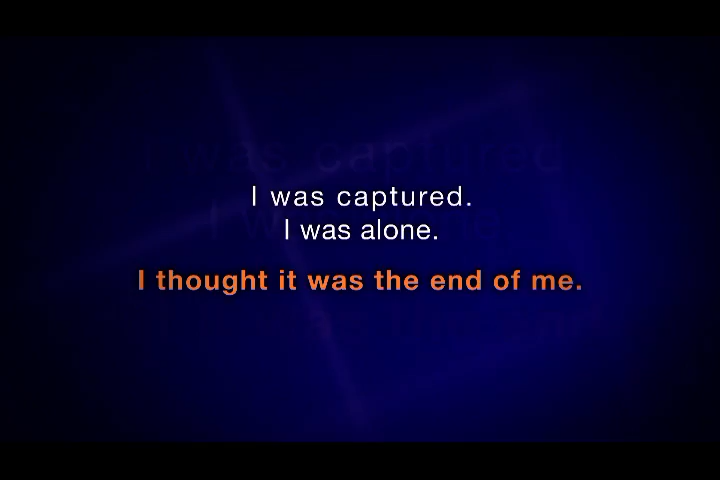 I was captured.
I was alone.
I thought it was the end of me.